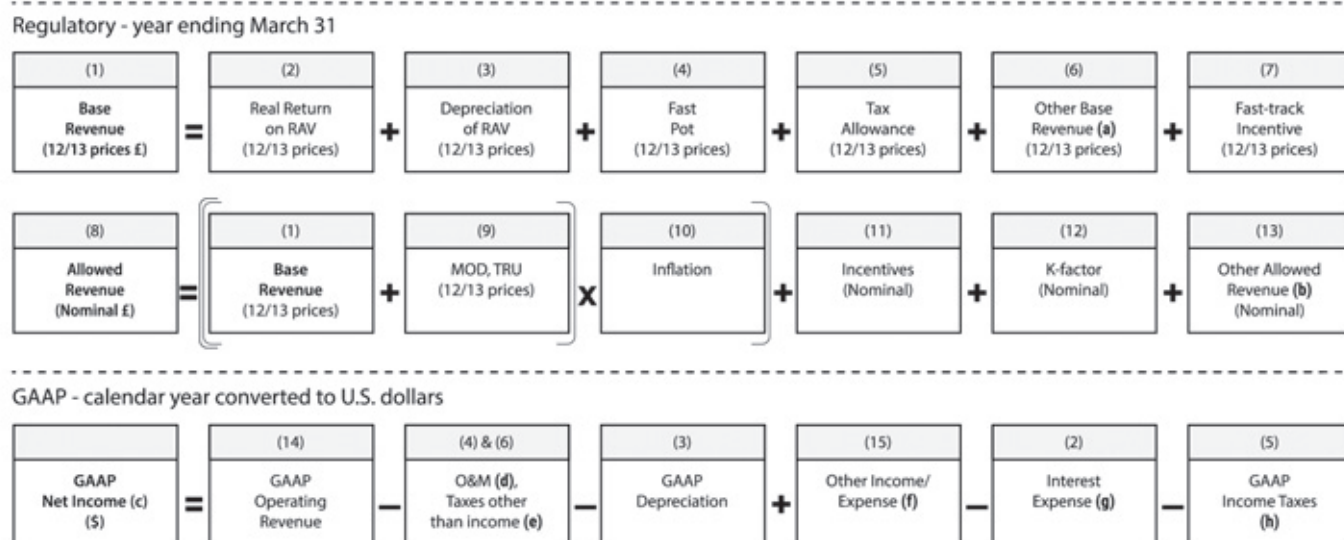 Regulatory - year ending March 31
(1) (2) (3) (4) (5) (6) (7)
Base Real Return Depreciation Fast Tax Other Base Fast-track
Revenue on RAV of RAV Pot Allowance Revenue (a) Incentive
(12/13 prices £) = (12/13 prices) + (12/13 prices) + (12/13 prices) + (12/13 prices) + (12/13 prices) + (12/13 prices)
(8) (1) (9) (10) (11) (12) (13)
Allowed Base MOD, TRU Inflation Incentives K-factor Other Allowed
Revenue = Revenue + (12/13 prices) x + (Nominal) + (Nominal) + Revenue (b)
(Nominal £) (12/13 prices) (Nominal)
GAAP - calendar year converted to U.S. dollars
(14) (4) & (6) (3) (15) (2) (5)
GAAP GAAP O&M (d), GAAP Other Income/ Interest GAAP
Net Income (c) = Operating − Taxes other − Depreciation + Expense (f) − Expense (g) − Income Taxes
($) Revenue than income (e) (h)